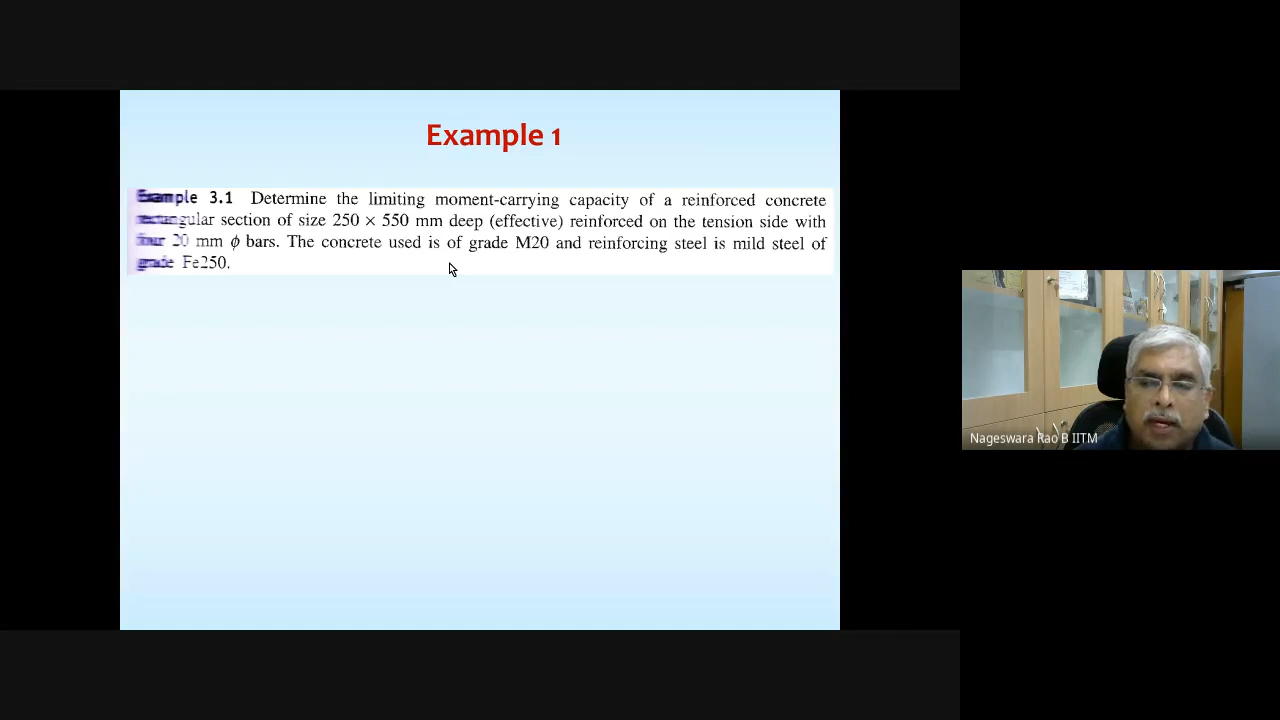 Example 1
Example 3.1 Determine the limiting moment-carrying capacity of a reinforced concrete
rectangular section of size 250 × 550 mm deep (effective) reinforced on the tension side with
four 20 mm ϕ bars. The concrete used is of grade M20 and reinforcing steel is mild steel of
grade Fe250.
Nageswara Rao B IITM